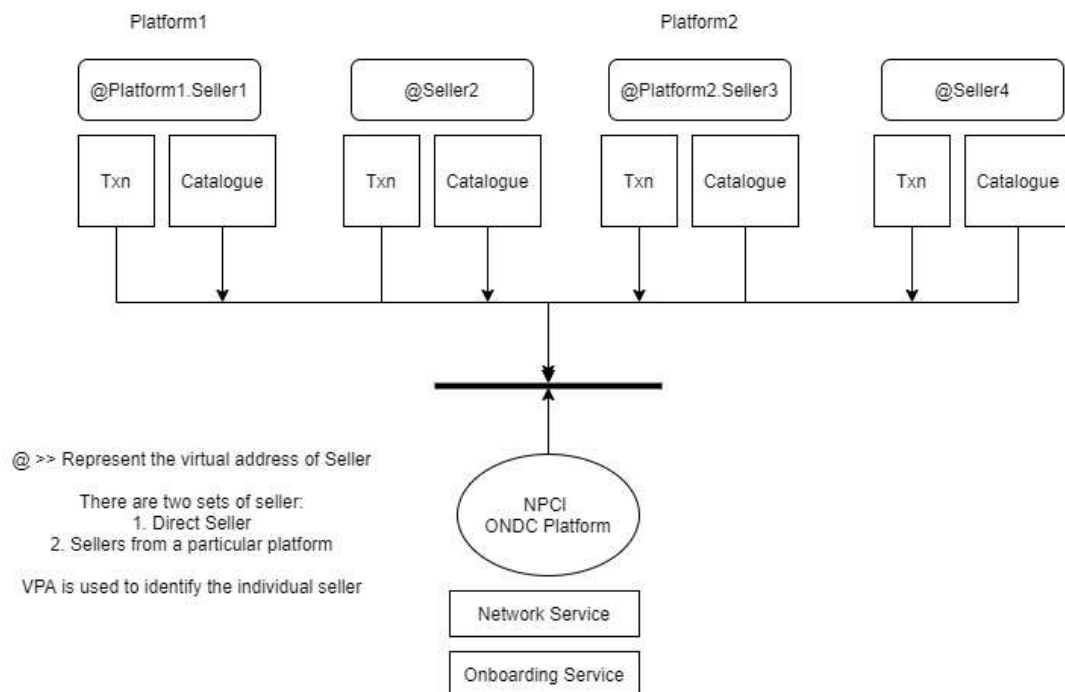 Platform1
Platform2
@Platform1.Seller1
@Seller2
@Platform2.Seller3
@Seller4
Txn
Catalogue
Txn
Catalogue
Txn
Catalogue
Txn
Catalogue
@ >> Represent the virtual address of Seller
There are two sets of seller:
1. Direct Seller
2. Sellers from a particular platform
VPA is used to identify the individual seller
NPCI
ONDC Platform
Network Service
Onboarding Service